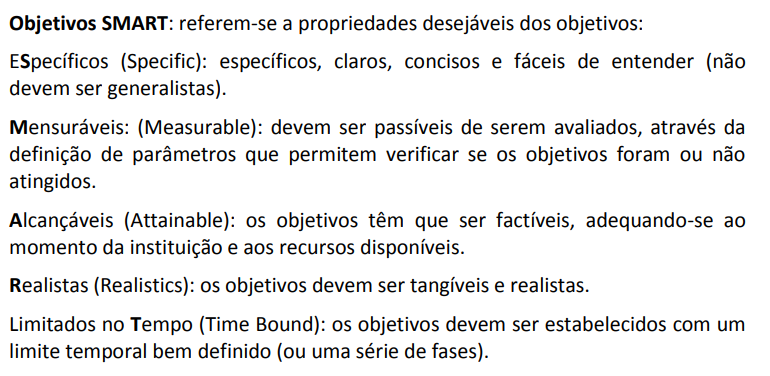 Objetivos SMART: referem-se a propriedades desejáveis dos objetivos:
ESpecíficos (Specific): específicos, claros, concisos e fáceis de entender (não
devem ser generalistas).
Mensuráveis: (Measurable): devem ser passíveis de serem avaliados, através da
definição de parâmetros que permitem verificar se os objetivos foram ou não
atingidos.
Alcançáveis (Attainable): os objetivos têm que ser factíveis, adequando-se ao
momento da instituição e aos recursos disponíveis.
Realistas (Realistics): os objetivos devem ser tangíveis e realistas.
Limitados no Tempo (Time Bound): os objetivos devem ser estabelecidos com um
limite temporal bem definido (ou uma série de fases).